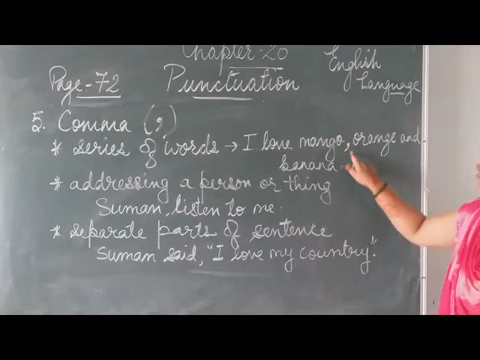 Chapter-20
English
Language
Page-72
Punctuation
5. Comma (,)
* series of words → I love mango, orange and
banana.
* addressing a person or thing
Suman, listen to me.
* separate parts of sentence
Suman said, "I love my country".